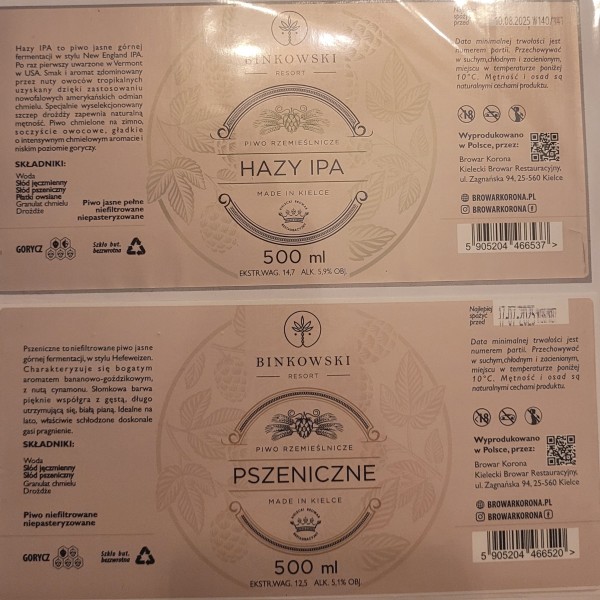 Hazy IPA to piwo jasne górnej
fermentacji w stylu New England IPA.
Po raz pierwszy uwarzone w Vermont
w USA. Smak i aromat zdominowany
przez nuty owoców tropikalnych
uzyskany dzięki zastosowaniu
nowofalowych amerykańskich odmian
chmielu. Specjalnie wyselekcjonowany
szczep drożdży zapewnia naturalną
mętność. Piwo chmielone na zimno,
soczyście owocowe, gładkie
o intensywnym chmielowym aromacie i
niskim poziomie goryczy.
SKŁADNIKI:
Woda
Słód jęczmienny
Słód pszeniczny
Płatki owsiane
Granulat chmielu
Drożdże
Piwo jasne pełne
niefiltrowane
niepasteryzowane
GORYCZ
Szkło but.
bezzwrotna
BINKOWSKI
RESORT
PIWO RZEMIEŚLNICZE
HAZY IPA
MADE IN KIELCE
500 ml
EKSTR.WAG. 14,7 ALK. 5,9% OBJ.
Najlepiej
spożyć
przed
Data minimalnej trwałości jest
numerem partii. Przechowywać
w suchym,chłodnym i zacienionym,
miejscu w temperaturze poniżej
10°C. Mętność i osad są
naturalnymi cechami produktu.
Wyprodukowano
w Polsce, przez:
Browar Korona
Kielecki Browar Restauracyjny,
ul. Zagnańska 94, 25-560 Kielce
BROWARKORONA.PL
BROWARKORONA
5 905204 466537 >
Pszeniczne to niefiltrowane piwo jasne
górnej fermentacji, w stylu Hefeweizen.
Charakteryzuje się bogatym
aromatem bananowo-goździkowym,
z nutą cynamonu. Słomkowa barwa
pięknie współgra z gęstą, długo
utrzymującą się, białą pianą. Idealne na
lato, właściwie schłodzone doskonale
gasi pragnienie.
SKŁADNIKI:
Woda
Słód jęczmienny
Słód pszeniczny
Granulat chmielu
Drożdże
Piwo niefiltrowane
niepasteryzowane
GORYCZ
Szkło but.
bezzwrotna
BINKOWSKI
RESORT
PIWO RZEMIEŚLNICZE
PSZENICZNE
MADE IN KIELCE
500 ml
EKSTR.WAG. 12,5 ALK. 5,1% OBJ.
Najlepiej
spożyć
przed
17.07.2025
Data minimalnej trwałości jest
numerem partii. Przechowywać
w suchym,chłodnym i zacienionym,
miejscu w temperaturze poniżej
10°C. Mętność i osad są
naturalnymi cechami produktu.
Wyprodukowano
w Polsce, przez:
Browar Korona
Kielecki Browar Restauracyjny,
ul. Zagnańska 94, 25-560 Kielce
BROWARKORONA.PL
BROWARKORONA
5 905204 466520 >